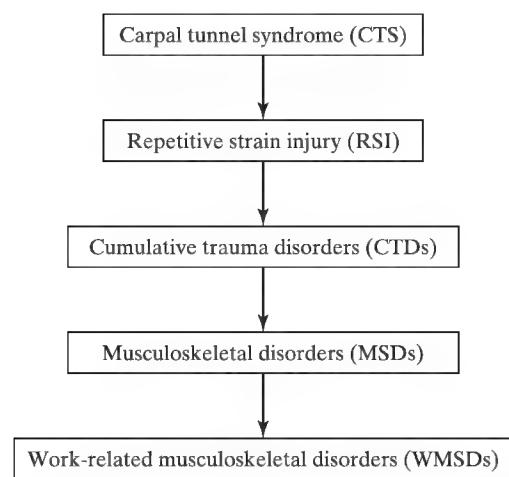 Carpal tunnel syndrome (CTS)
Repetitive strain injury (RSI)
Cumulative trauma disorders (CTDs)
Musculoskeletal disorders (MSDs)
Work-related musculoskeletal disorders (WMSDs)